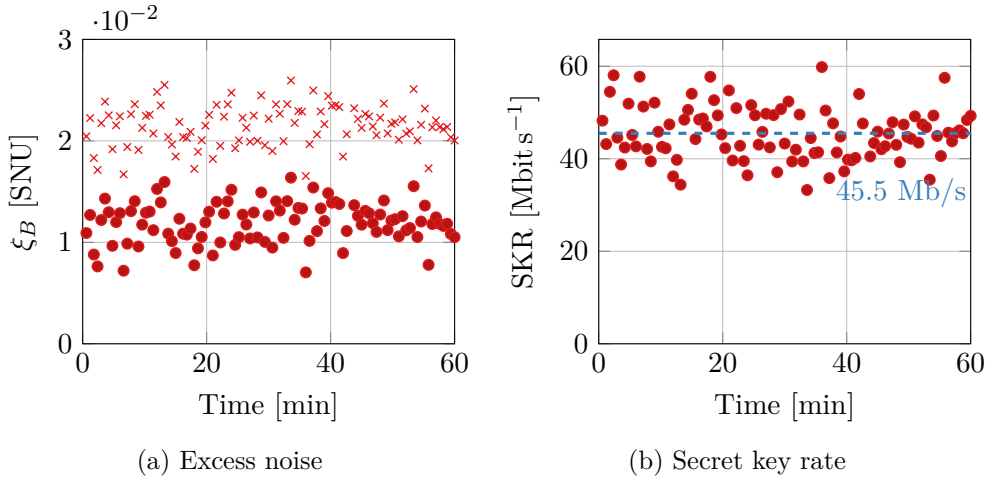 ·10⁻²
3
2
1
0
0 20 40 60
ξ_B [SNU]
Time [min]
(a) Excess noise
60
40
20
0
0 20 40 60
SKR [Mbit s⁻¹]
45.5 Mb/s
Time [min]
(b) Secret key rate